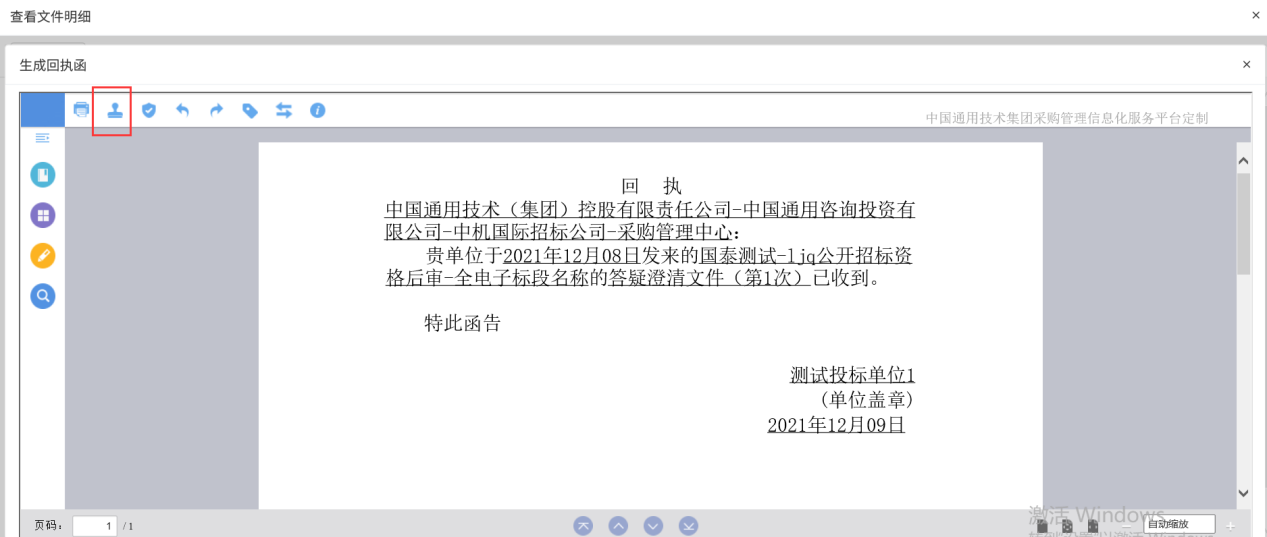 查看文件明细
×
生成回执函
×
中国通用技术集团采购管理信息化服务平台定制
回 执
中国通用技术（集团）控股有限责任公司-中国通用咨询投资有
限公司-中机国际招标公司-采购管理中心：
贵单位于2021年12月08日发来的国泰测试-ljq公开招标资
格后审-全电子标段名称的答疑澄清文件（第1次）已收到。
特此函告
测试投标单位1
（单位盖章）
2021年12月09日
激活 Windows
页码： 1 / 1 自动缩放